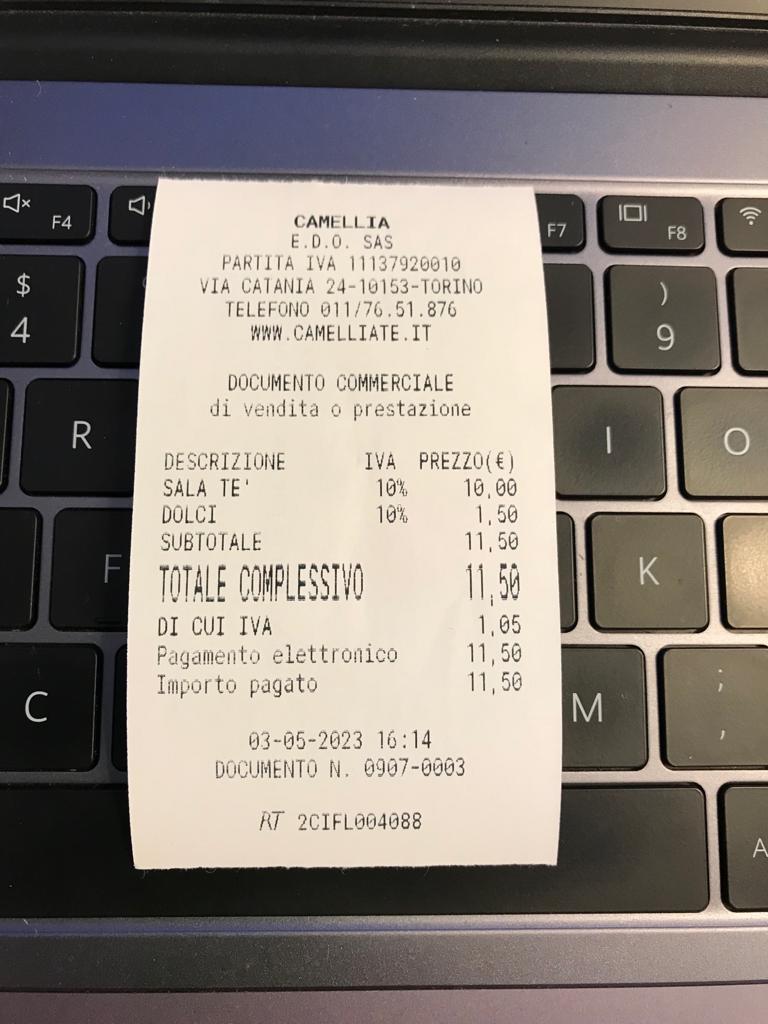 F4
F7
F8
$
4
)
9
R
I
O
F
K
C
M
;
,
A
CAMELLIA
E.D.O. SAS
PARTITA IVA 11137920010
VIA CATANIA 24-10153-TORINO
TELEFONO 011/76.51.876
WWW.CAMELLIATE.IT
DOCUMENTO COMMERCIALE
di vendita o prestazione
DESCRIZIONE IVA PREZZO(€)
SALA TE' 10% 10,00
DOLCI 10% 1,50
SUBTOTALE 11,50
TOTALE COMPLESSIVO 11,50
DI CUI IVA 1,05
Pagamento elettronico 11,50
Importo pagato 11,50
03-05-2023 16:14
DOCUMENTO N. 0907-0003
RT 2CIFL004088